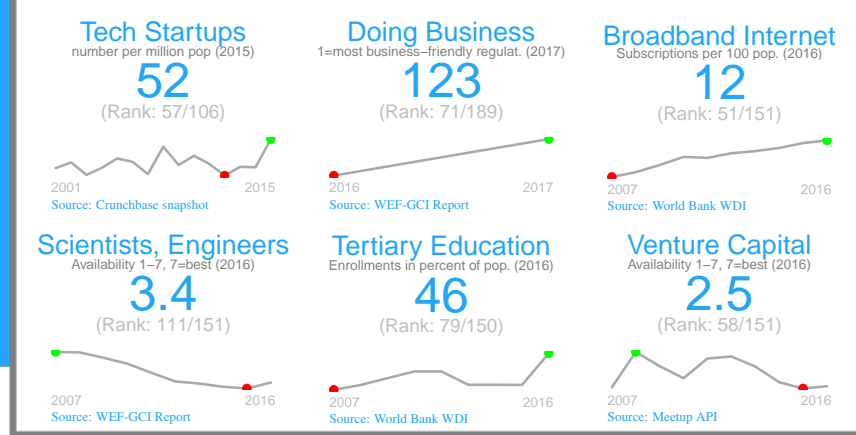 Tech Startups
number per million pop (2015)
52
(Rank: 57/106)
2001 2015
Source: Crunchbase snapshot
Doing Business
1=most business−friendly regulat. (2017)
123
(Rank: 71/189)
2016 2017
Source: WEF-GCI Report
Broadband Internet
Subscriptions per 100 pop. (2016)
12
(Rank: 51/151)
2007 2016
Source: World Bank WDI
Scientists, Engineers
Availability 1−7, 7=best (2016)
3.4
(Rank: 111/151)
2007 2016
Source: WEF-GCI Report
Tertiary Education
Enrollments in percent of pop. (2016)
46
(Rank: 79/150)
2007 2016
Source: World Bank WDI
Venture Capital
Availability 1−7, 7=best (2016)
2.5
(Rank: 58/151)
2007 2016
Source: Meetup API